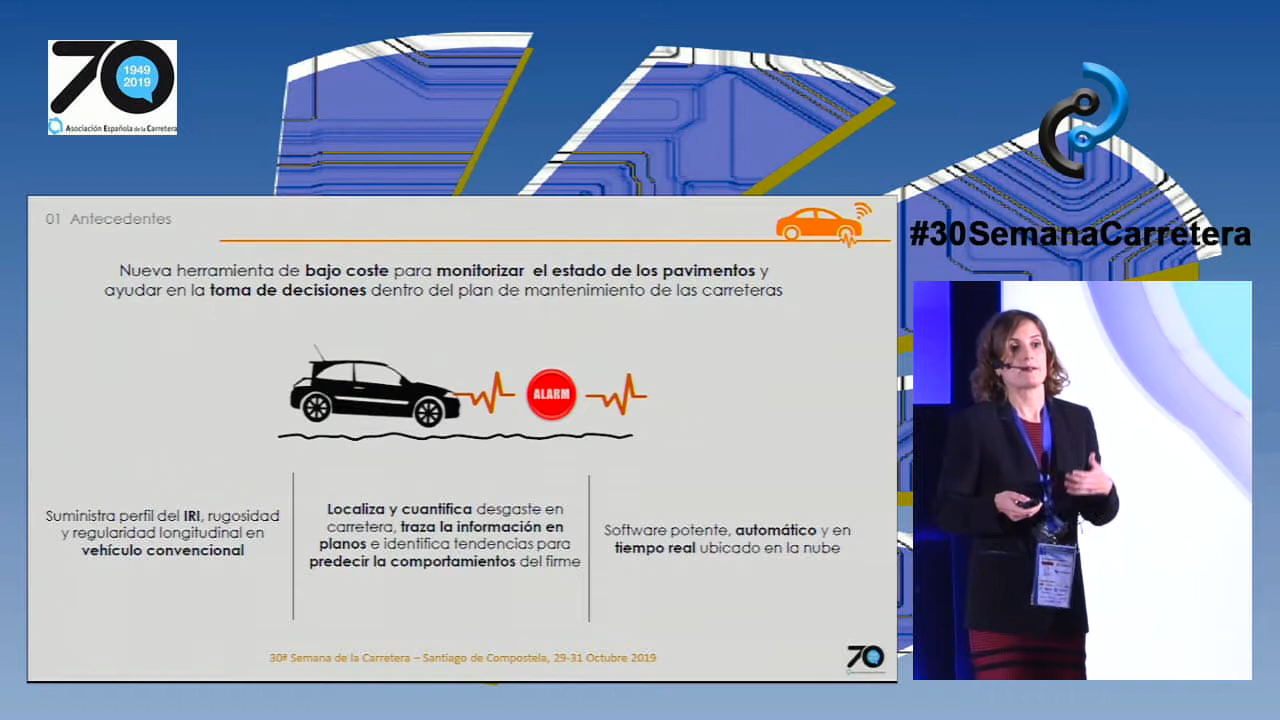 70
1949
2019
Asociación Española de la Carretera
#30SemanaCarretera
01 Antecedentes
Nueva herramienta de bajo coste para monitorizar el estado de los pavimentos y
ayudar en la toma de decisiones dentro del plan de mantenimiento de las carreteras
ALARM
Suministra perfil del IRI, rugosidad
y regularidad longitudinal en
vehículo convencional
Localiza y cuantifica desgaste en
carretera, traza la información en
planos e identifica tendencias para
predecir la comportamientos del firme
Software potente, automático y en
tiempo real ubicado en la nube
30ª Semana de la Carretera – Santiago de Compostela, 29-31 Octubre 2019
70